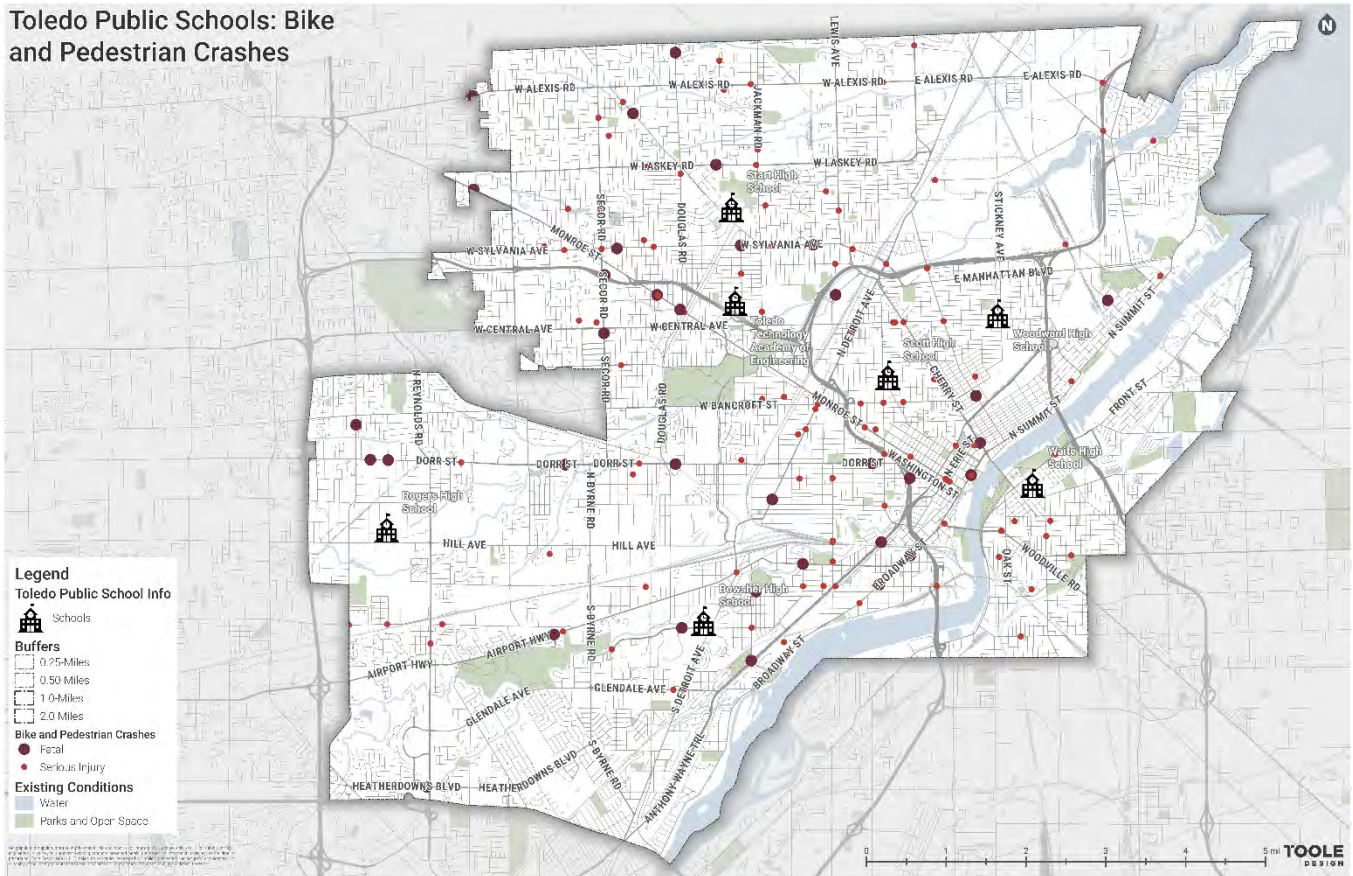 Toledo Public Schools: Bike
and Pedestrian Crashes
N
LEWIS AVE
W ALEXIS RD
W ALEXIS RD
W ALEXIS RD
E ALEXIS RD
E ALEXIS RD
JACKMAN RD
W LASKEY RD
W LASKEY RD
Start High
School
SECOR RD
DOUGLAS RD
STICKNEY AVE
MONROE ST
W SYLVANIA AVE
W SYLVANIA AVE
E MANHATTAN BLVD
SECOR RD
N DETROIT AVE
N SUMMIT ST
W CENTRAL AVE
W CENTRAL AVE
Toledo
Technology
Academy of
Engineering
Scott High
School
Woodward High
School
SECOR RD
CHERRY ST
N REYNOLDS RD
DOUGLAS RD
W BANCROFT ST
MONROE ST
N SUMMIT ST
FRONT ST
N ERIE ST
Waite High
School
DORR ST
DORR ST
DORR ST
DORR ST
WASHINGTON ST
N BYRNE RD
Rogers High
School
HILL AVE
HILL AVE
BROADWAY ST
OAK ST
WOODVILLE RD
Bowsher High
School
S BYRNE RD
AIRPORT HWY
AIRPORT HWY
BROADWAY ST
GLENDALE AVE
GLENDALE AVE
S DETROIT AVE
S BYRNE RD
ANTHONY WAYNE TRL
HEATHERDOWNS BLVD
HEATHERDOWNS BLVD
Legend
Toledo Public School Info
Schools
Buffers
0.25-Miles
0.50-Miles
1.0-Miles
2.0 Miles
Bike and Pedestrian Crashes
Fatal
Serious Injury
Existing Conditions
Water
Parks and Open Space
0 1 2 3 4 5 mi
TOOLE
DESIGN